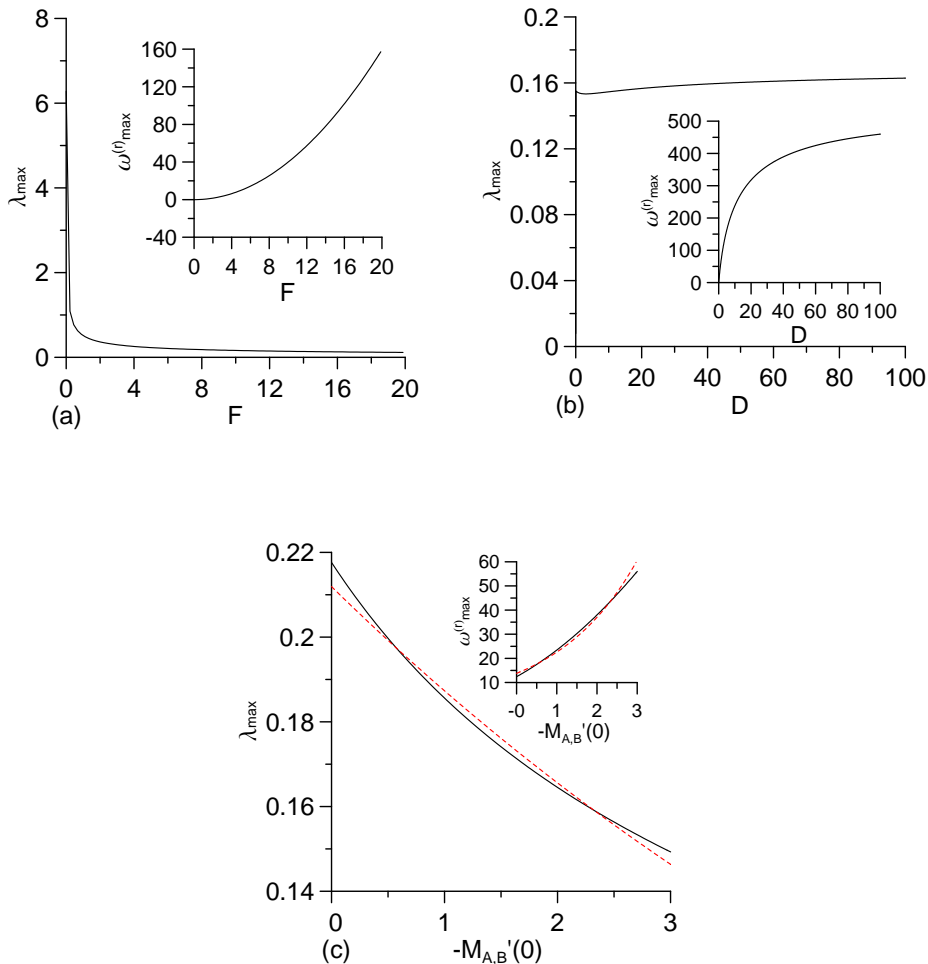 8
6
4
2
0
λmax
0 4 8 12 16 20
(a) F
160
120
80
40
0
-40
ω(r)max
0 4 8 12 16 20
F
0.2
0.16
0.12
0.08
0.04
0
λmax
0 20 40 60 80 100
(b) D
500
400
300
200
100
0
ω(r)max
0 20 40 60 80 100
D
0.22
0.2
0.18
0.16
0.14
λmax
0 1 2 3
(c) -MA,B'(0)
60
50
40
30
20
10
ω(r)max
-0 1 2 3
-MA,B'(0)